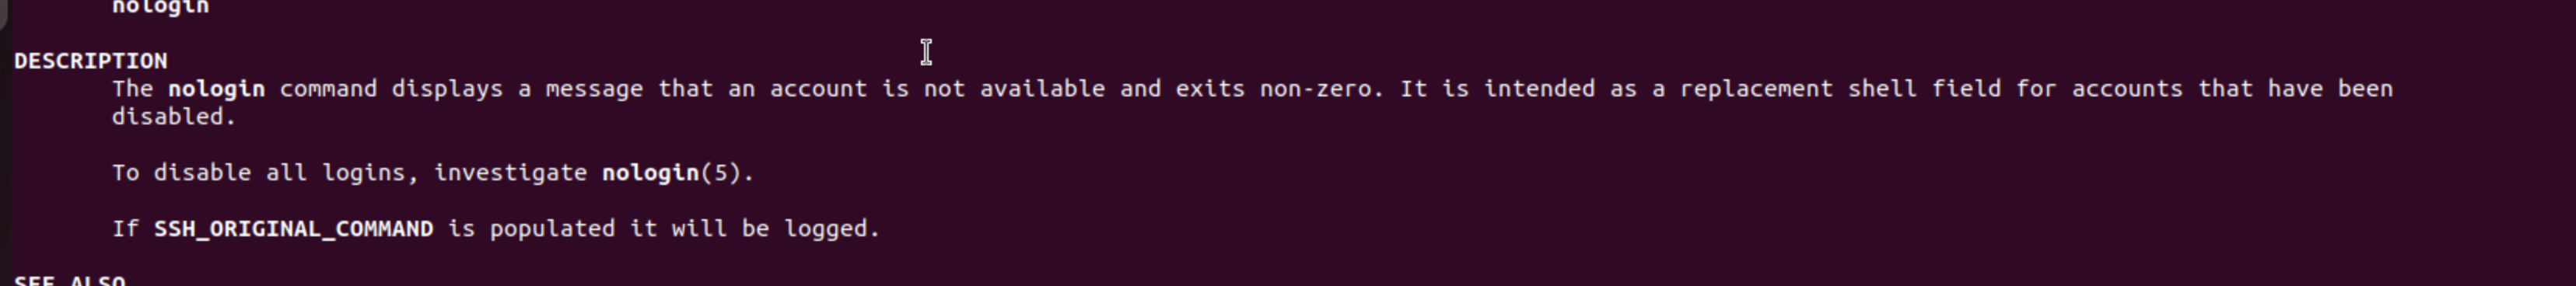 nologin
DESCRIPTION
The nologin command displays a message that an account is not available and exits non-zero. It is intended as a replacement shell field for accounts that have been
disabled.
To disable all logins, investigate nologin(5).
If SSH_ORIGINAL_COMMAND is populated it will be logged.
SEE ALSO